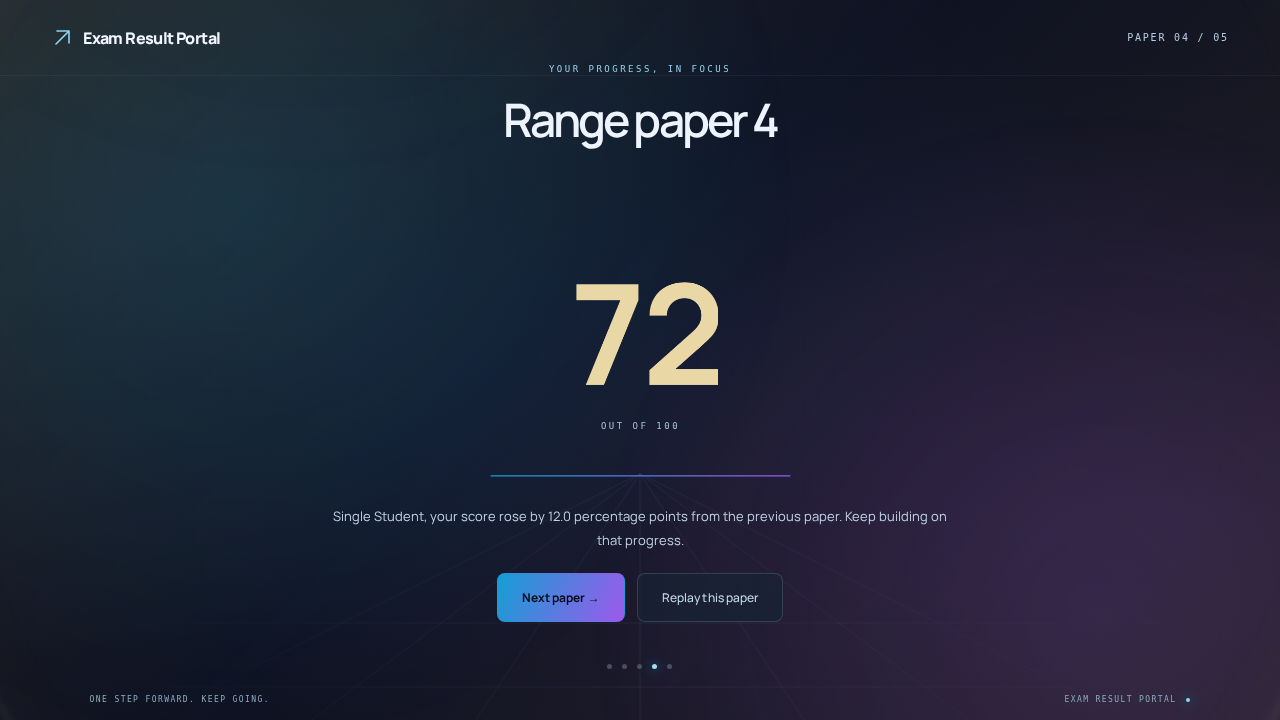 Exam Result Portal
PAPER 04 / 05
YOUR PROGRESS, IN FOCUS
Range paper 4
72
OUT OF 100
Single Student, your score rose by 12.0 percentage points from the previous paper. Keep building on
that progress.
Next paper →
Replay this paper
ONE STEP FORWARD. KEEP GOING.
EXAM RESULT PORTAL